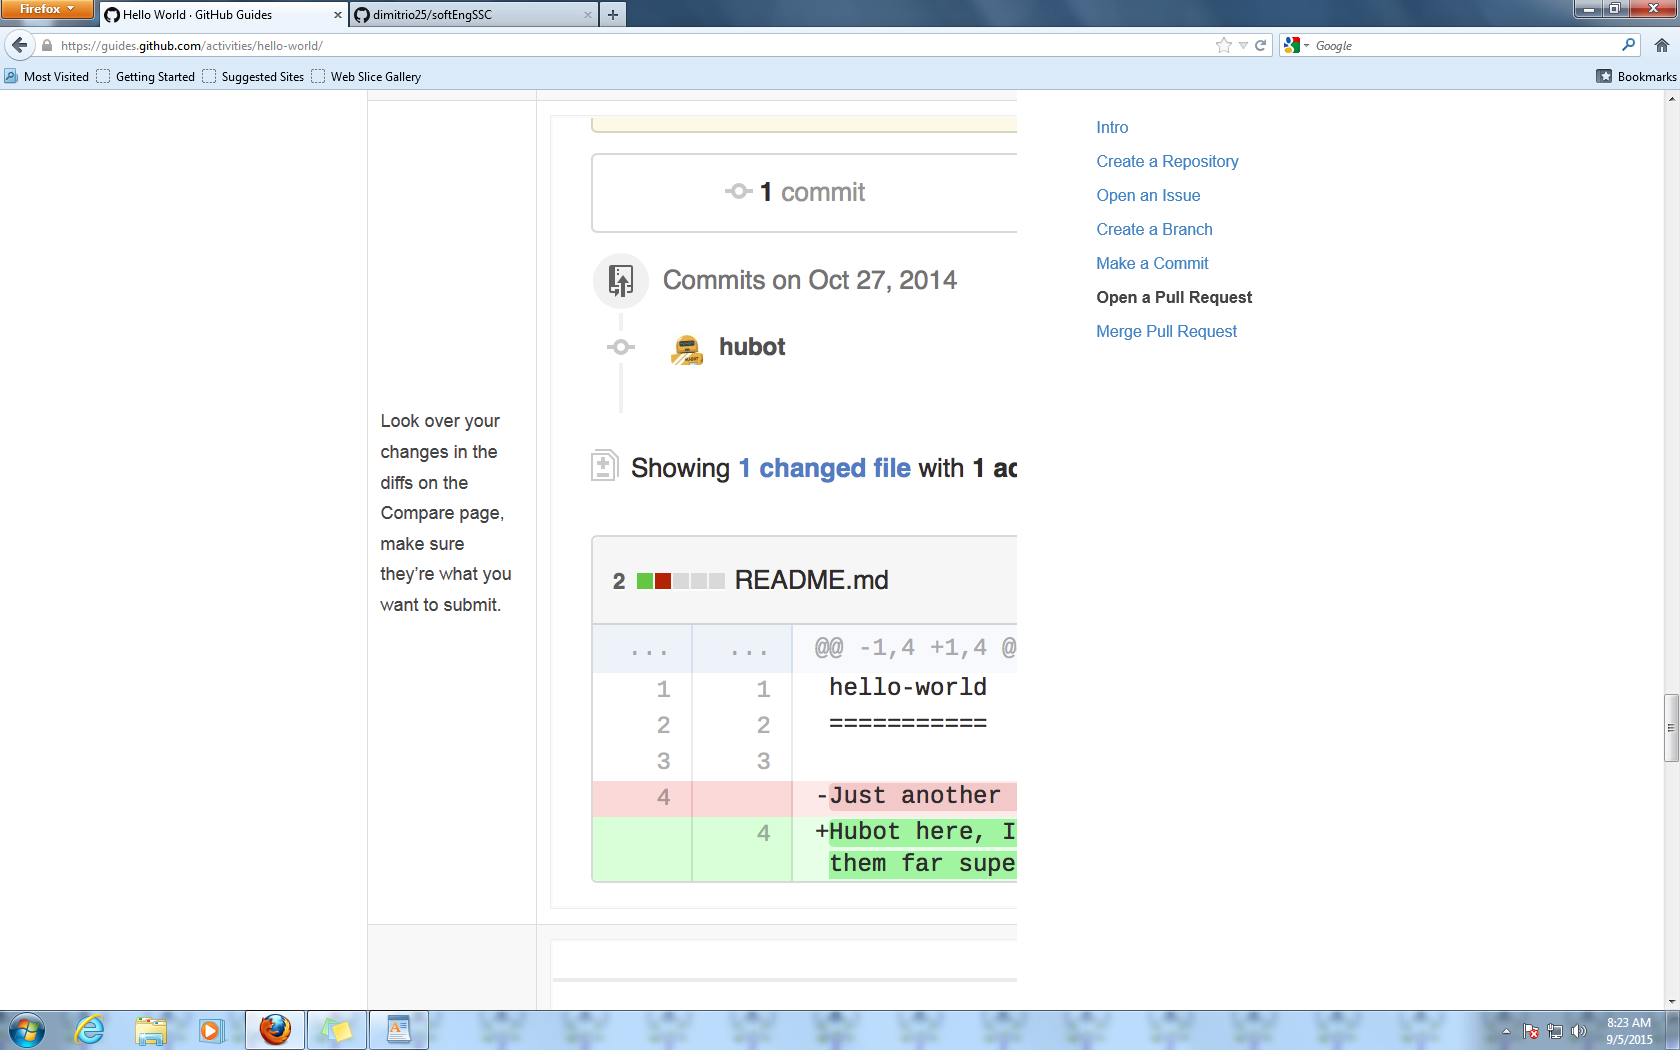 Firefox
Hello World · GitHub Guides
dimitrio25/softEngSSC
https://guides.github.com/activities/hello-world/
Google
Most Visited
Getting Started
Suggested Sites
Web Slice Gallery
Bookmarks
1 commit
Commits on Oct 27, 2014
hubot
Look over your
changes in the
diffs on the
Compare page,
make sure
they're what you
want to submit.
Showing 1 changed file with 1 ad
2 README.md
... ... @@ -1,4 +1,4 @
1 1 hello-world
2 2 ===========
3 3
4 -Just another
4 +Hubot here, I
them far supe
Intro
Create a Repository
Open an Issue
Create a Branch
Make a Commit
Open a Pull Request
Merge Pull Request
8:23 AM
9/5/2015